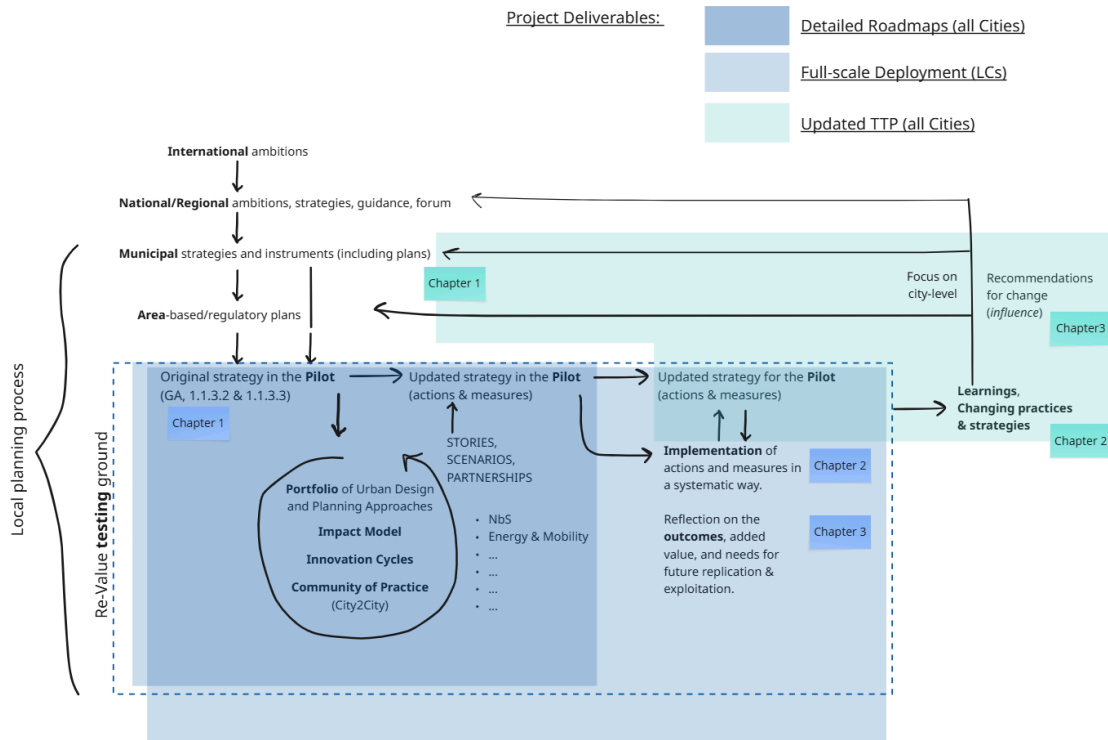 Project Deliverables:
Detailed Roadmaps (all Cities)
Full-scale Deployment (LCs)
Updated TTP (all Cities)
International ambitions
National/Regional ambitions, strategies, guidance, forum
Municipal strategies and instruments (including plans)
Chapter 1
Area-based/regulatory plans
Focus on
city-level
Recommendations
for change
(influence)
Chapter3
Local planning process
Re-Value testing ground
Original strategy in the Pilot
(GA, 1.1.3.2 & 1.1.3.3)
Chapter 1
Updated strategy in the Pilot
(actions & measures)
Updated strategy for the Pilot
(actions & measures)
Learnings,
Changing practices
& strategies
Chapter 2
STORIES,
SCENARIOS,
PARTNERSHIPS
Portfolio of Urban Design
and Planning Approaches
Impact Model
Innovation Cycles
Community of Practice
(City2City)
• NbS
• Energy & Mobility
• ...
• ...
• ...
• ...
Implementation of
actions and measures in
a systematic way.
Chapter 2
Reflection on the
outcomes, added
value, and needs for
future replication &
exploitation.
Chapter 3